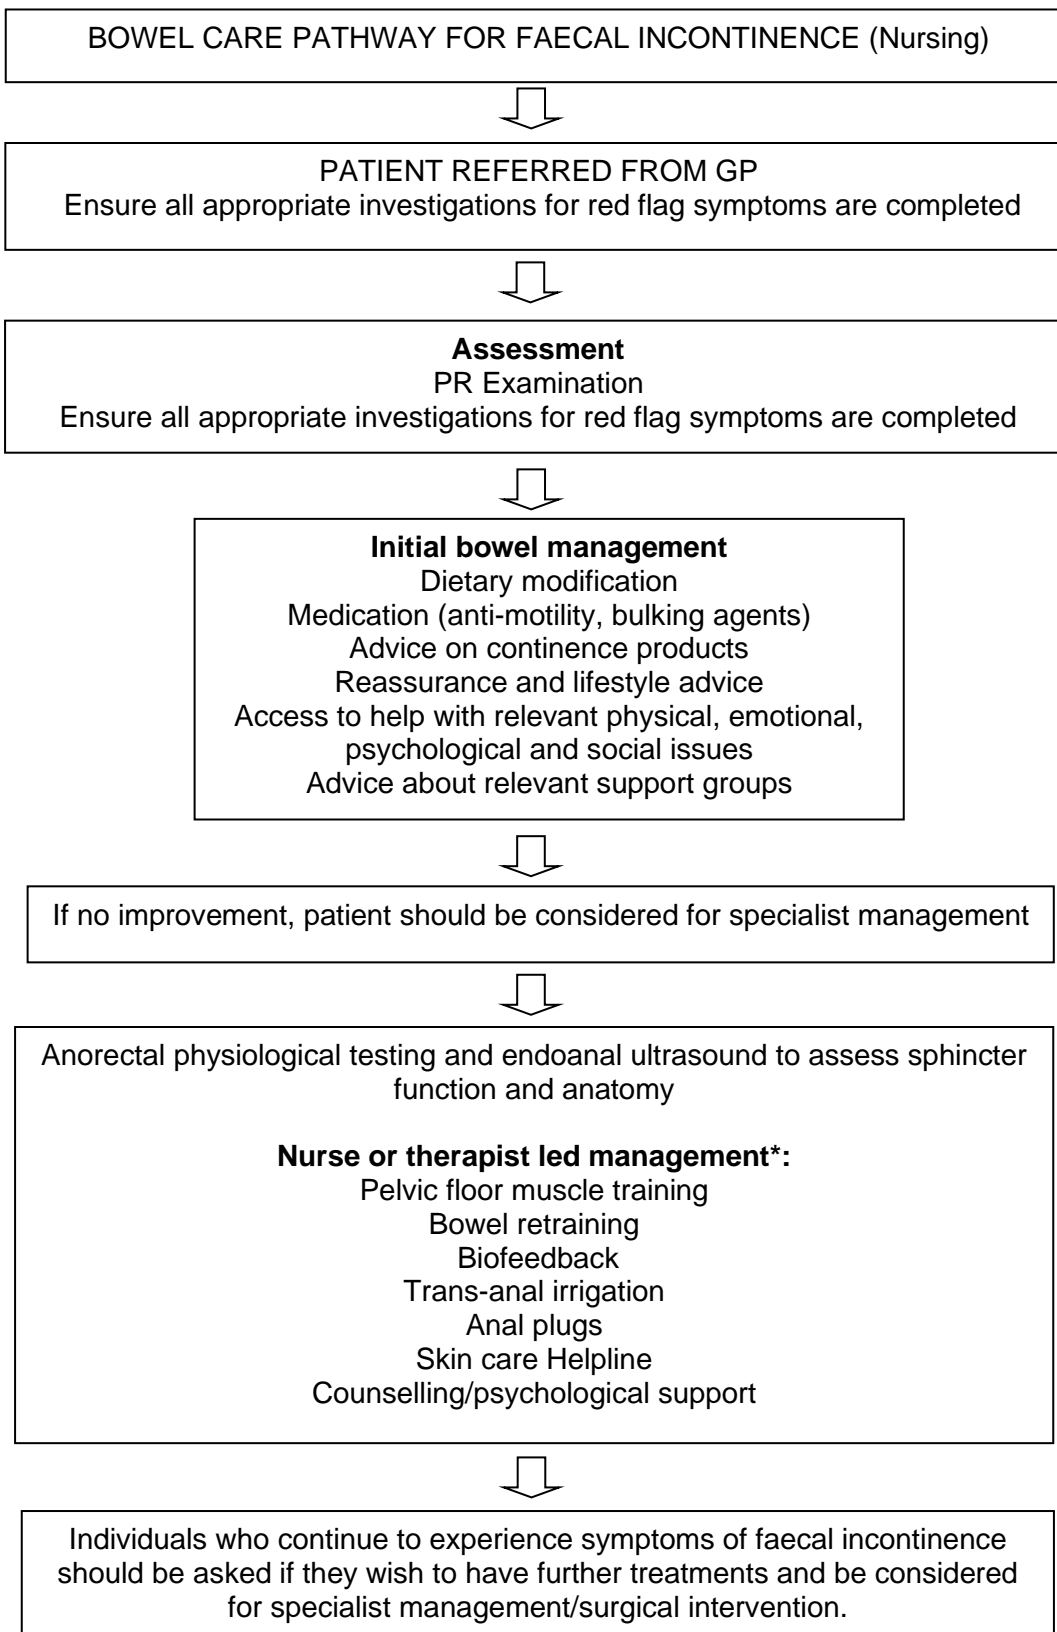 BOWEL CARE PATHWAY FOR FAECAL INCONTINENCE (Nursing)
PATIENT REFERRED FROM GP
Ensure all appropriate investigations for red flag symptoms are completed
Assessment
PR Examination
Ensure all appropriate investigations for red flag symptoms are completed
Initial bowel management
Dietary modification
Medication (anti-motility, bulking agents)
Advice on continence products
Reassurance and lifestyle advice
Access to help with relevant physical, emotional,
psychological and social issues
Advice about relevant support groups
If no improvement, patient should be considered for specialist management
Anorectal physiological testing and endoanal ultrasound to assess sphincter
function and anatomy
Nurse or therapist led management*:
Pelvic floor muscle training
Bowel retraining
Biofeedback
Trans-anal irrigation
Anal plugs
Skin care Helpline
Counselling/psychological support
Individuals who continue to experience symptoms of faecal incontinence
should be asked if they wish to have further treatments and be considered
for specialist management/surgical intervention.